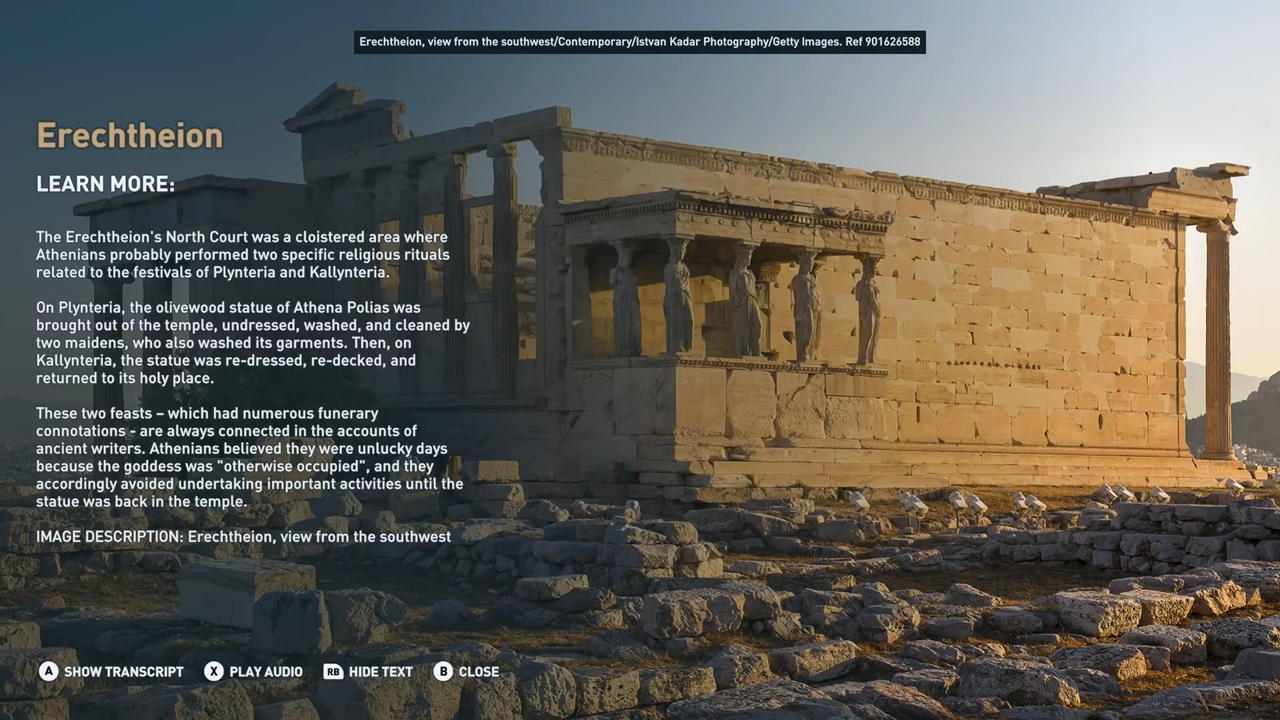 Erechtheion, view from the southwest/Contemporary/Istvan Kadar Photography/Getty Images. Ref 901626588
Erechtheion
LEARN MORE:
The Erechtheion's North Court was a cloistered area where
Athenians probably performed two specific religious rituals
related to the festivals of Plynteria and Kallynteria.
On Plynteria, the olivewood statue of Athena Polias was
brought out of the temple, undressed, washed, and cleaned by
two maidens, who also washed its garments. Then, on
Kallynteria, the statue was re-dressed, re-decked, and
returned to its holy place.
These two feasts – which had numerous funerary
connotations - are always connected in the accounts of
ancient writers. Athenians believed they were unlucky days
because the goddess was "otherwise occupied", and they
accordingly avoided undertaking important activities until the
statue was back in the temple.
IMAGE DESCRIPTION: Erechtheion, view from the southwest
A SHOW TRANSCRIPT X PLAY AUDIO RB HIDE TEXT B CLOSE